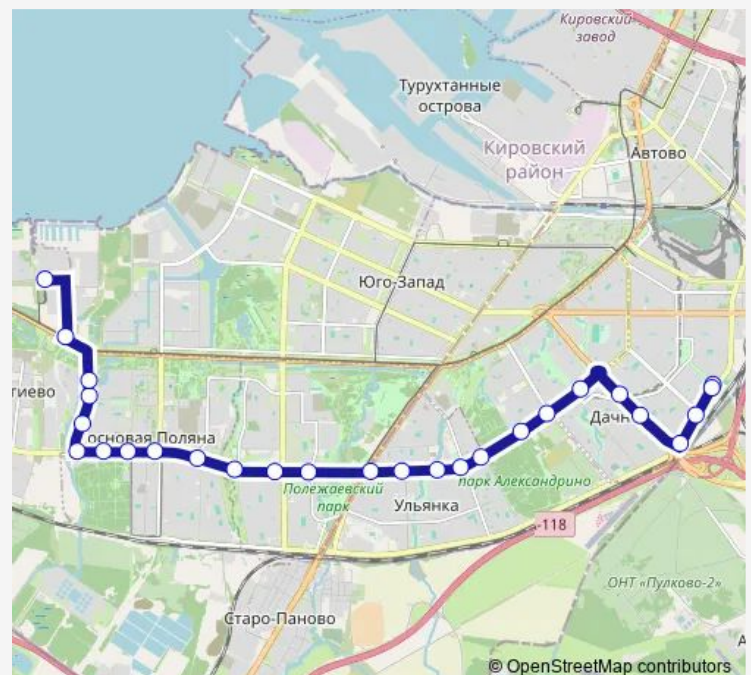 Кировский
завод
Турухтанные
острова
Кировский
район
Автово
Юго-Запад
тиево
основая Поляна
Дачн
Полежаевский
парк
парк Александрино
Ульянка
-118
ОНТ «Пулково-2»
Старо-Паново
А
© OpenStreetMap contributors